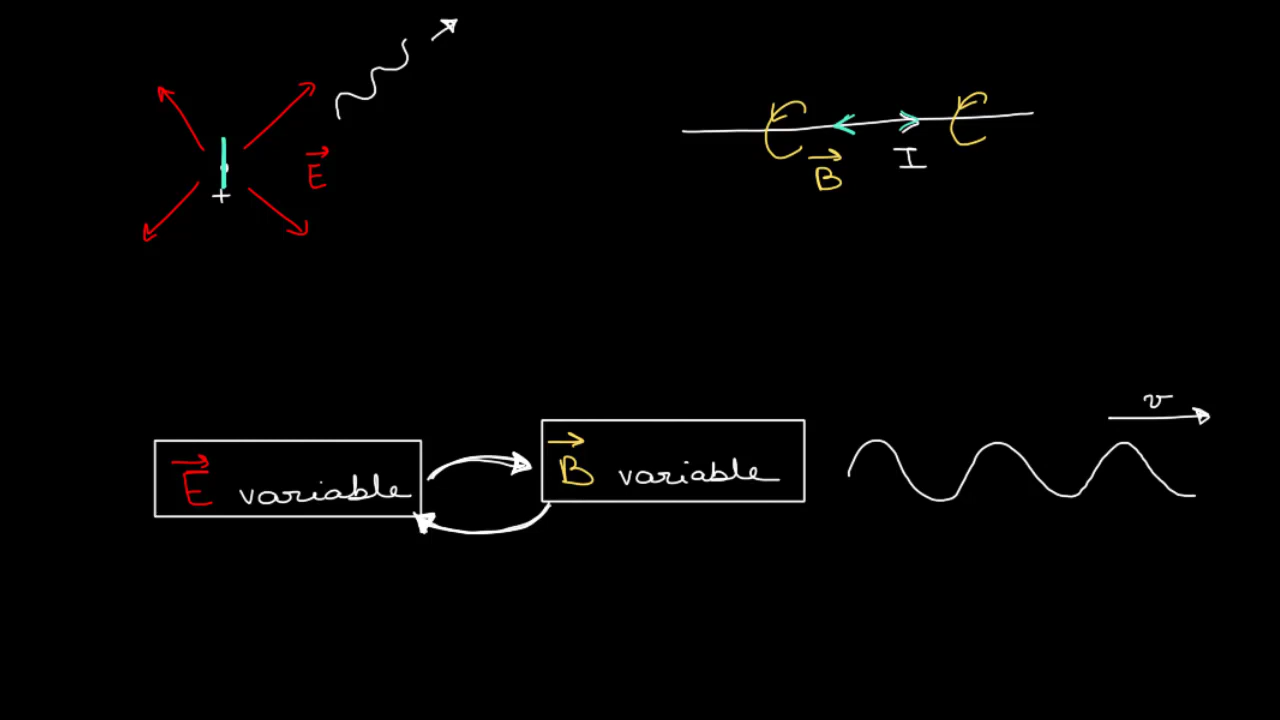 E⃗
+
B⃗
I
v
E⃗ variable
B⃗ variable